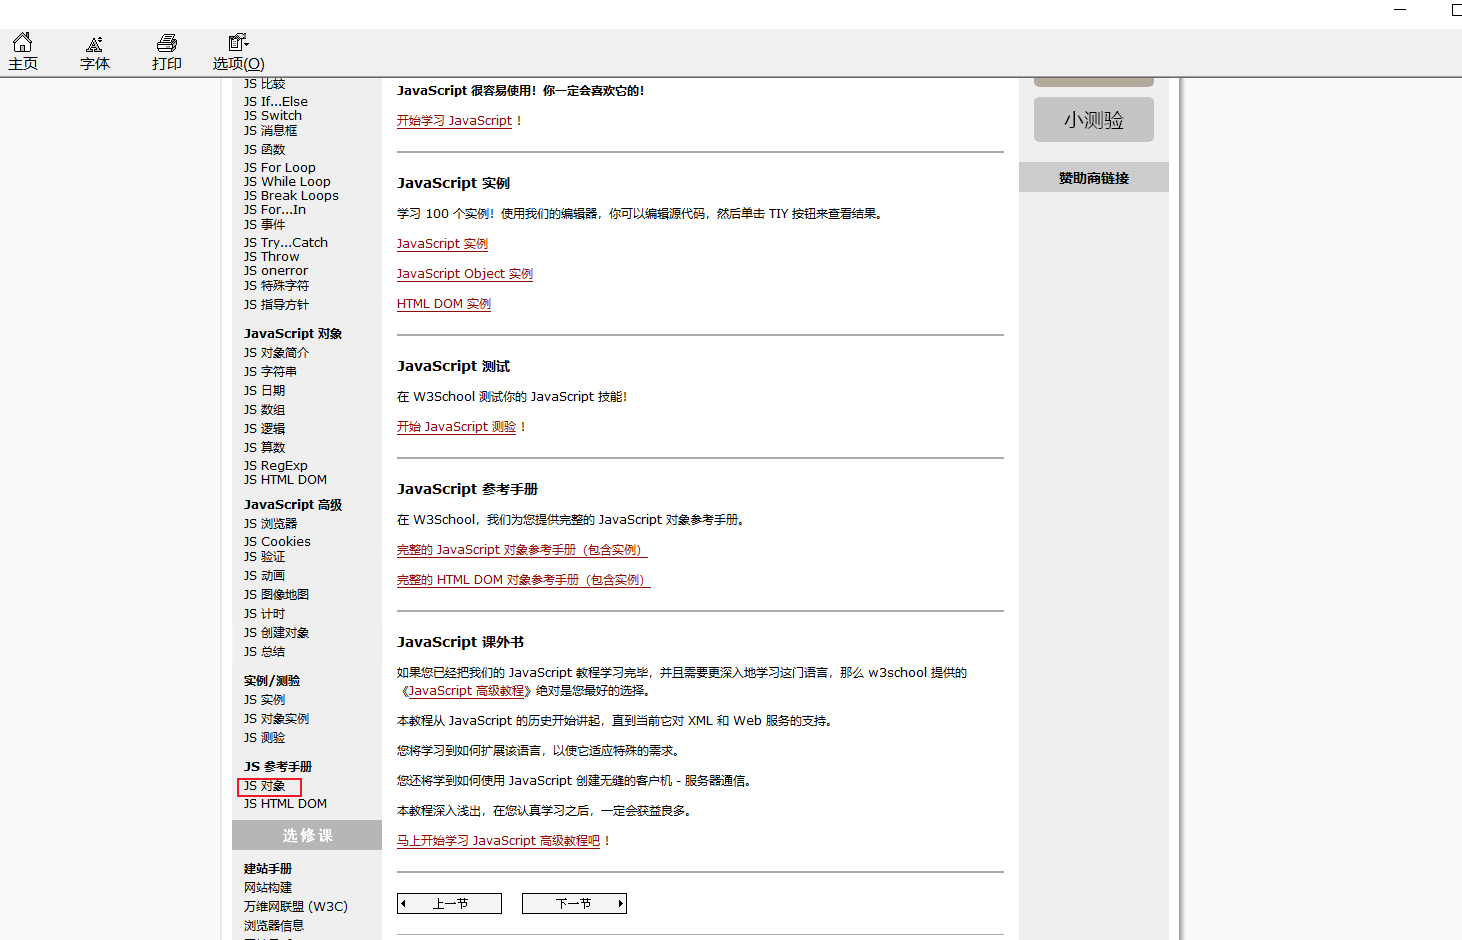 主页
字体
打印
选项(O)
JS 比较
JS If...Else
JS Switch
JS 消息框
JS 函数
JS For Loop
JS While Loop
JS Break Loops
JS For...In
JS 事件
JS Try...Catch
JS Throw
JS onerror
JS 特殊字符
JS 指导方针
JavaScript 对象
JS 对象简介
JS 字符串
JS 日期
JS 数组
JS 逻辑
JS 算数
JS RegExp
JS HTML DOM
JavaScript 高级
JS 浏览器
JS Cookies
JS 验证
JS 动画
JS 图像地图
JS 计时
JS 创建对象
JS 总结
实例/测验
JS 实例
JS 对象实例
JS 测验
JS 参考手册
JS 对象
JS HTML DOM
选修课
建站手册
网站构建
万维网联盟 (W3C)
浏览器信息
JavaScript 很容易使用！你一定会喜欢它的！
开始学习 JavaScript ！
JavaScript 实例
学习 100 个实例！使用我们的编辑器，你可以编辑源代码，然后单击 TIY 按钮来查看结果。
JavaScript 实例
JavaScript Object 实例
HTML DOM 实例
JavaScript 测试
在 W3School 测试你的 JavaScript 技能！
开始 JavaScript 测验 ！
JavaScript 参考手册
在 W3School，我们为您提供完整的 JavaScript 对象参考手册。
完整的 JavaScript 对象参考手册（包含实例）
完整的 HTML DOM 对象参考手册（包含实例）
JavaScript 课外书
如果您已经把我们的 JavaScript 教程学习完毕，并且需要更深入地学习这门语言，那么 w3school 提供的
《JavaScript 高级教程》绝对是您最好的选择。
本教程从 JavaScript 的历史开始讲起，直到当前它对 XML 和 Web 服务的支持。
您将学习到如何扩展该语言，以使它适应特殊的需求。
您还将学到如何使用 JavaScript 创建无缝的客户机 - 服务器通信。
本教程深入浅出，在您认真学习之后，一定会获益良多。
马上开始学习 JavaScript 高级教程吧 ！
上一节
下一节
小测验
赞助商链接